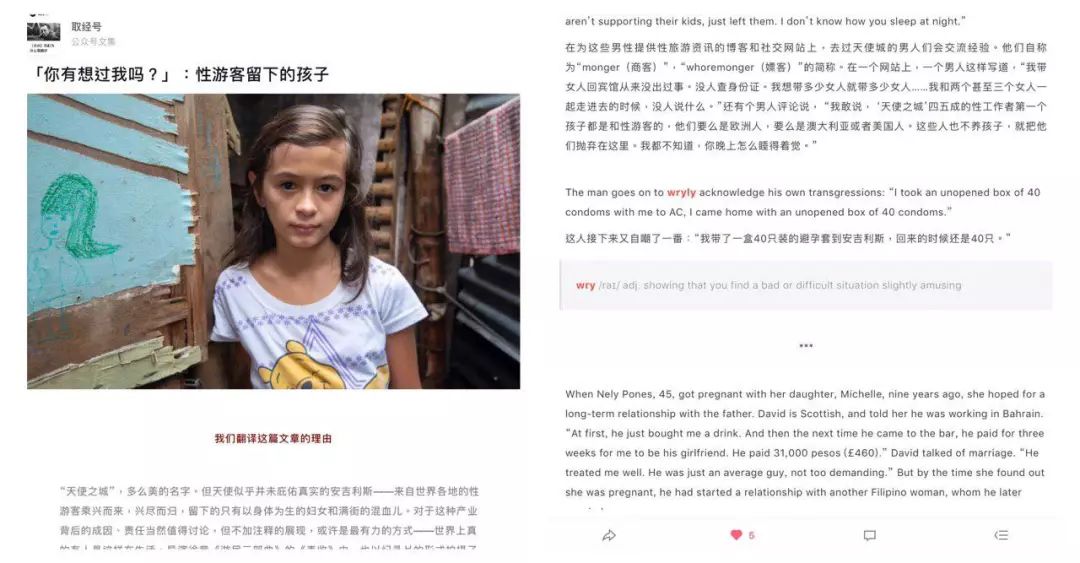 取经号
公众号文集
「你有想过我吗？」：性游客留下的孩子
我们翻译这篇文章的理由
“天使之城”，多么美的名字，但天使似乎并未庇佑真实的安吉利斯——来自世界各地的性
游客乘兴而来，兴尽而归，留下的只有以身体为生的妇女和满街的混血儿。对于这种产业
背后的成因、责任当然值得讨论，但不加注释的展现，或许是最有力的方式——世界上真
aren't supporting their kids, just left them. I don't know how you sleep at night.”
在为这些男性提供性旅游资讯的博客和社交网站上，去过天使城的男人们会交流经验。他们自称
为“monger（商客）”，“whoremonger（嫖客）”的简称。在一个网站上，一个男人这样写道，“我带
女人回宾馆从来没出过事。没人查身份证。我想带多少女人就带多少女人……我和两个甚至三个女人一
起走进去的时候，没人说什么。”还有个男人评论说，“我敢说，‘天使之城’四五成的性工作者第一个
孩子都是和性游客的，他们要么是欧洲人，要么是澳大利亚或者美国人。这些人也不养孩子，就把他
们抛弃在这里。我都不知道，你晚上怎么睡得着觉。”
The man goes on to wryly acknowledge his own transgressions: “I took an unopened box of 40
condoms with me to AC, I came home with an unopened box of 40 condoms.”
这人接下来又自嘲了一番：“我带了一盒40只装的避孕套到安吉利斯，回来的时候还是40只。”
wry /raɪ/ adj. showing that you find a bad or difficult situation slightly amusing
•••
When Nely Pones, 45, got pregnant with her daughter, Michelle, nine years ago, she hoped for a
long-term relationship with the father. David is Scottish, and told her he was working in Bahrain.
“At first, he just bought me a drink. And then the next time he came to the bar, he paid for three
weeks for me to be his girlfriend. He paid 31,000 pesos (£460).” David talked of marriage. “He
treated me well. He was just an average guy, not too demanding.” But by the time she found out
she was pregnant, he had started a relationship with another Filipino woman, whom he later
6